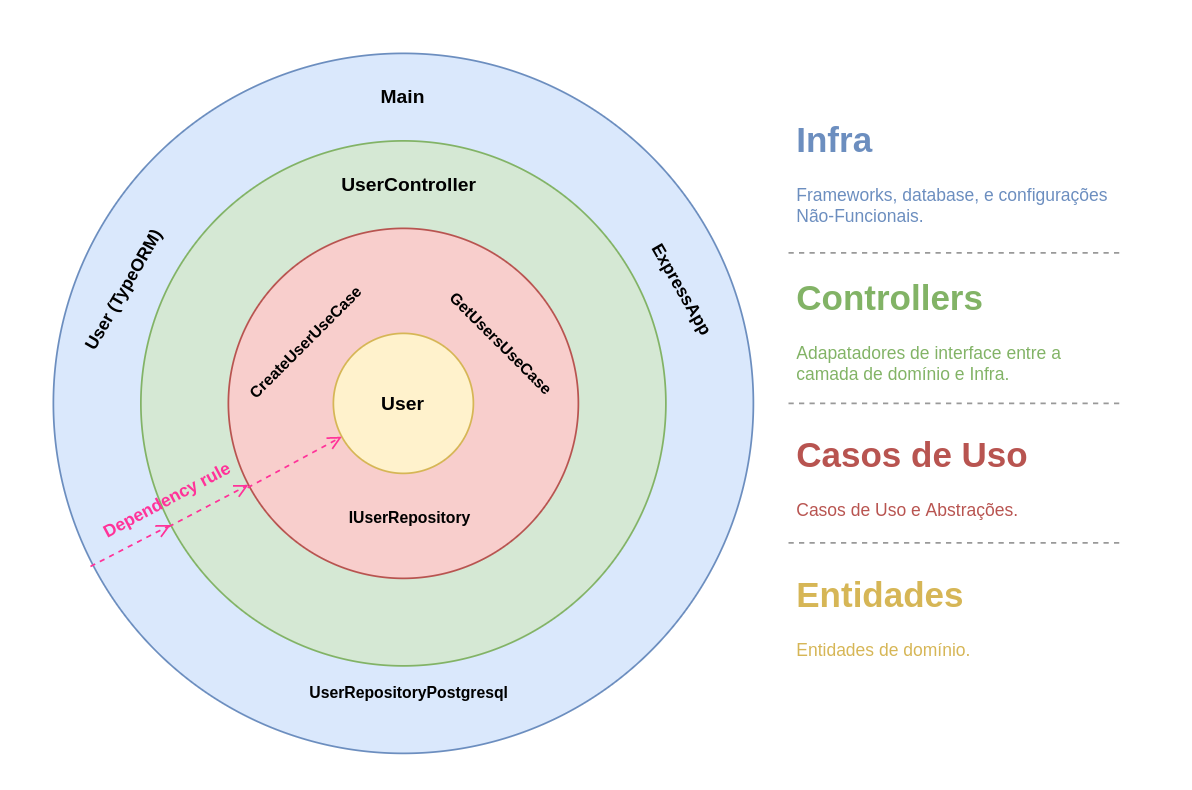 Main
UserController
User (TypeORM)
ExpressApp
CreateUserUseCase
GetUsersUseCase
User
Dependency rule
IUserRepository
UserRepositoryPostgresql
Infra
Frameworks, database, e configurações
Não-Funcionais.
Controllers
Adapatadores de interface entre a
camada de domínio e Infra.
Casos de Uso
Casos de Uso e Abstrações.
Entidades
Entidades de domínio.